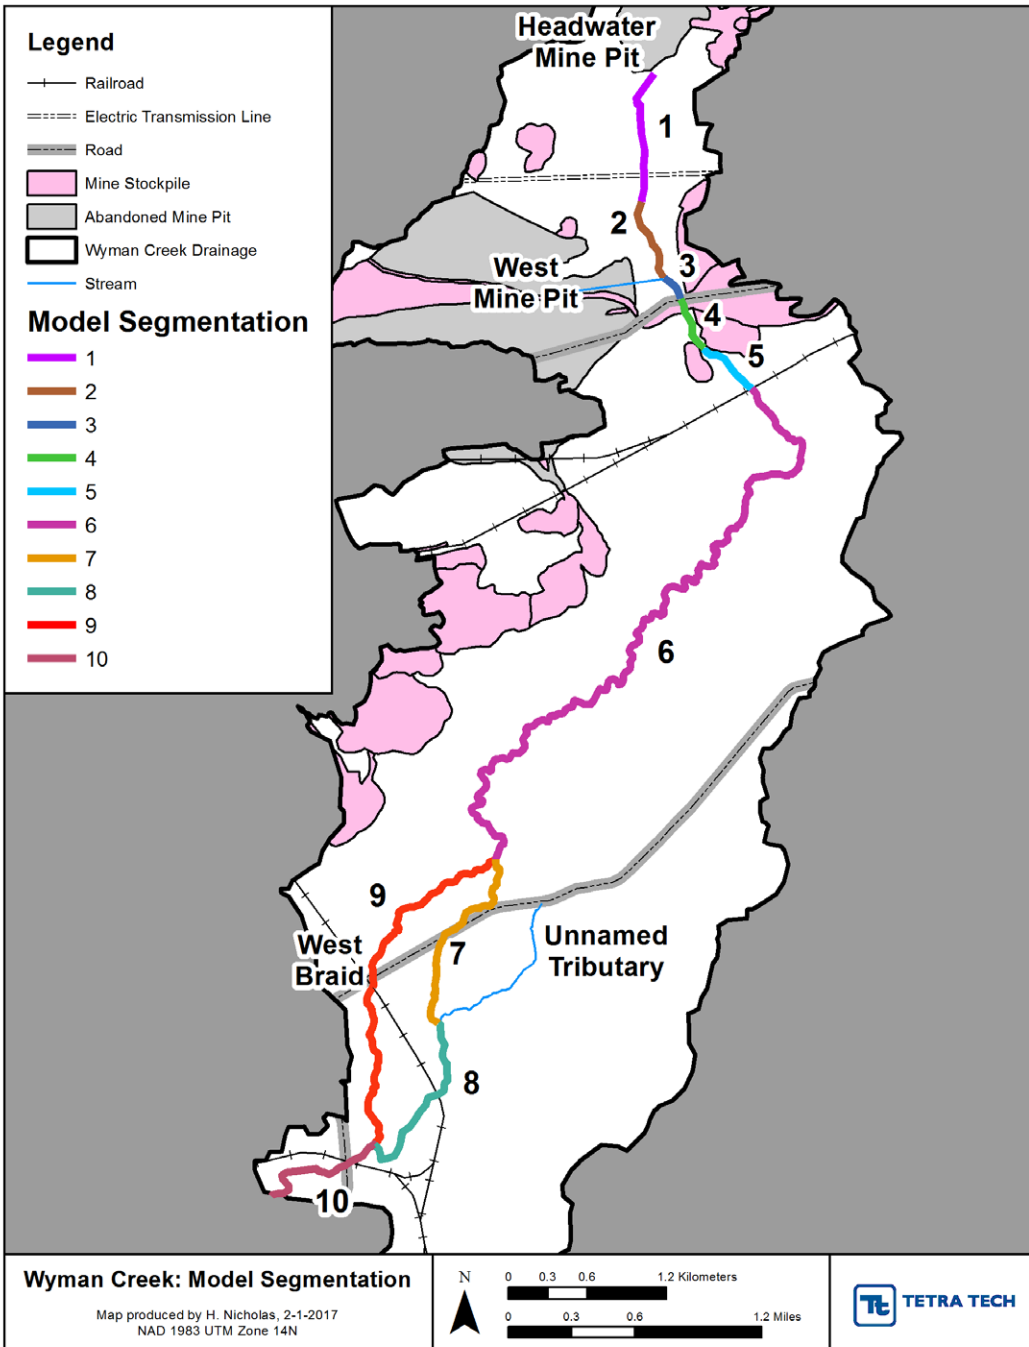 Legend
Railroad
Electric Transmission Line
Road
Mine Stockpile
Abandoned Mine Pit
Wyman Creek Drainage
Stream
Model Segmentation
1
2
3
4
5
6
7
8
9
10
Headwater
Mine Pit
1
2
West
Mine Pit
3
4
5
6
9
West
Braid
7
Unnamed
Tributary
8
10
Wyman Creek: Model Segmentation
Map produced by H. Nicholas, 2-1-2017
NAD 1983 UTM Zone 14N
N
0 0.3 0.6 1.2 Kilometers
0 0.3 0.6 1.2 Miles
Tt TETRA TECH